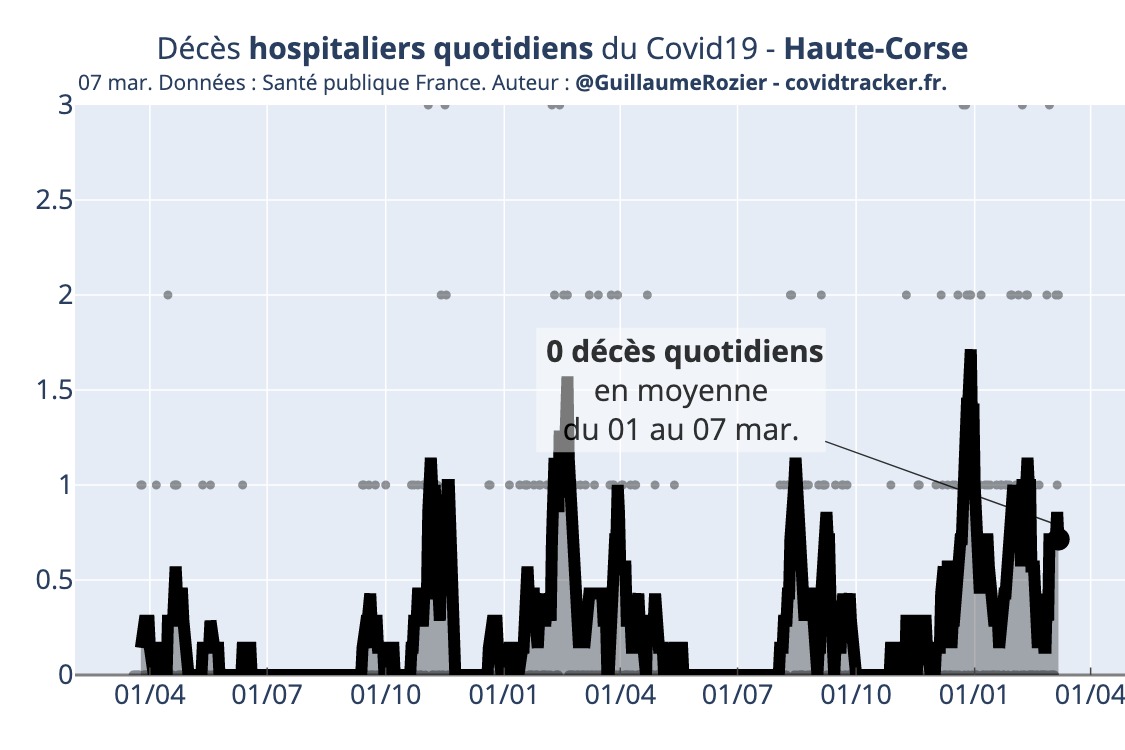 Décès hospitaliers quotidiens du Covid19 - Haute-Corse
07 mar. Données : Santé publique France. Auteur : @GuillaumeRozier - covidtracker.fr.
3
2.5
2
0 décès quotidiens
en moyenne
du 01 au 07 mar.
1.5
1
0.5
0
01/04 01/07 01/10 01/01 01/04 01/07 01/10 01/01 01/04